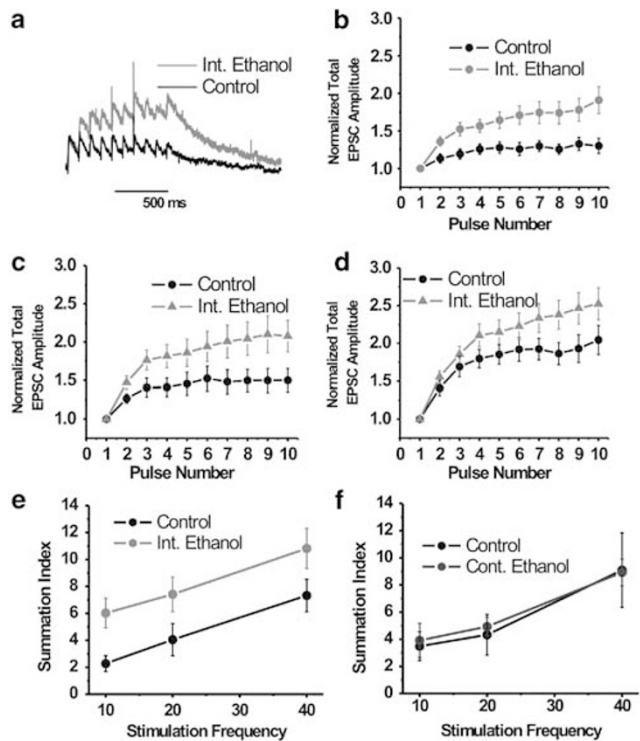 a
Int. Ethanol
Control
500 ms
b
Normalized Total
EPSC Amplitude
3.0
2.5
2.0
1.5
1.0
Control
Int. Ethanol
0 1 2 3 4 5 6 7 8 9 10
Pulse Number
c
Normalized Total
EPSC Amplitude
3.0
2.5
2.0
1.5
1.0
Control
Int. Ethanol
0 1 2 3 4 5 6 7 8 9 10
Pulse Number
d
Normalized Total
EPSC Amplitude
3.0
2.5
2.0
1.5
1.0
Control
Int. Ethanol
0 1 2 3 4 5 6 7 8 9 10
Pulse Number
e
Summation Index
14
12
10
8
6
4
2
0
Control
Int. Ethanol
10 20 30 40
Stimulation Frequency
f
Summation Index
14
12
10
8
6
4
2
0
Control
Cont. Ethanol
10 20 30 40
Stimulation Frequency